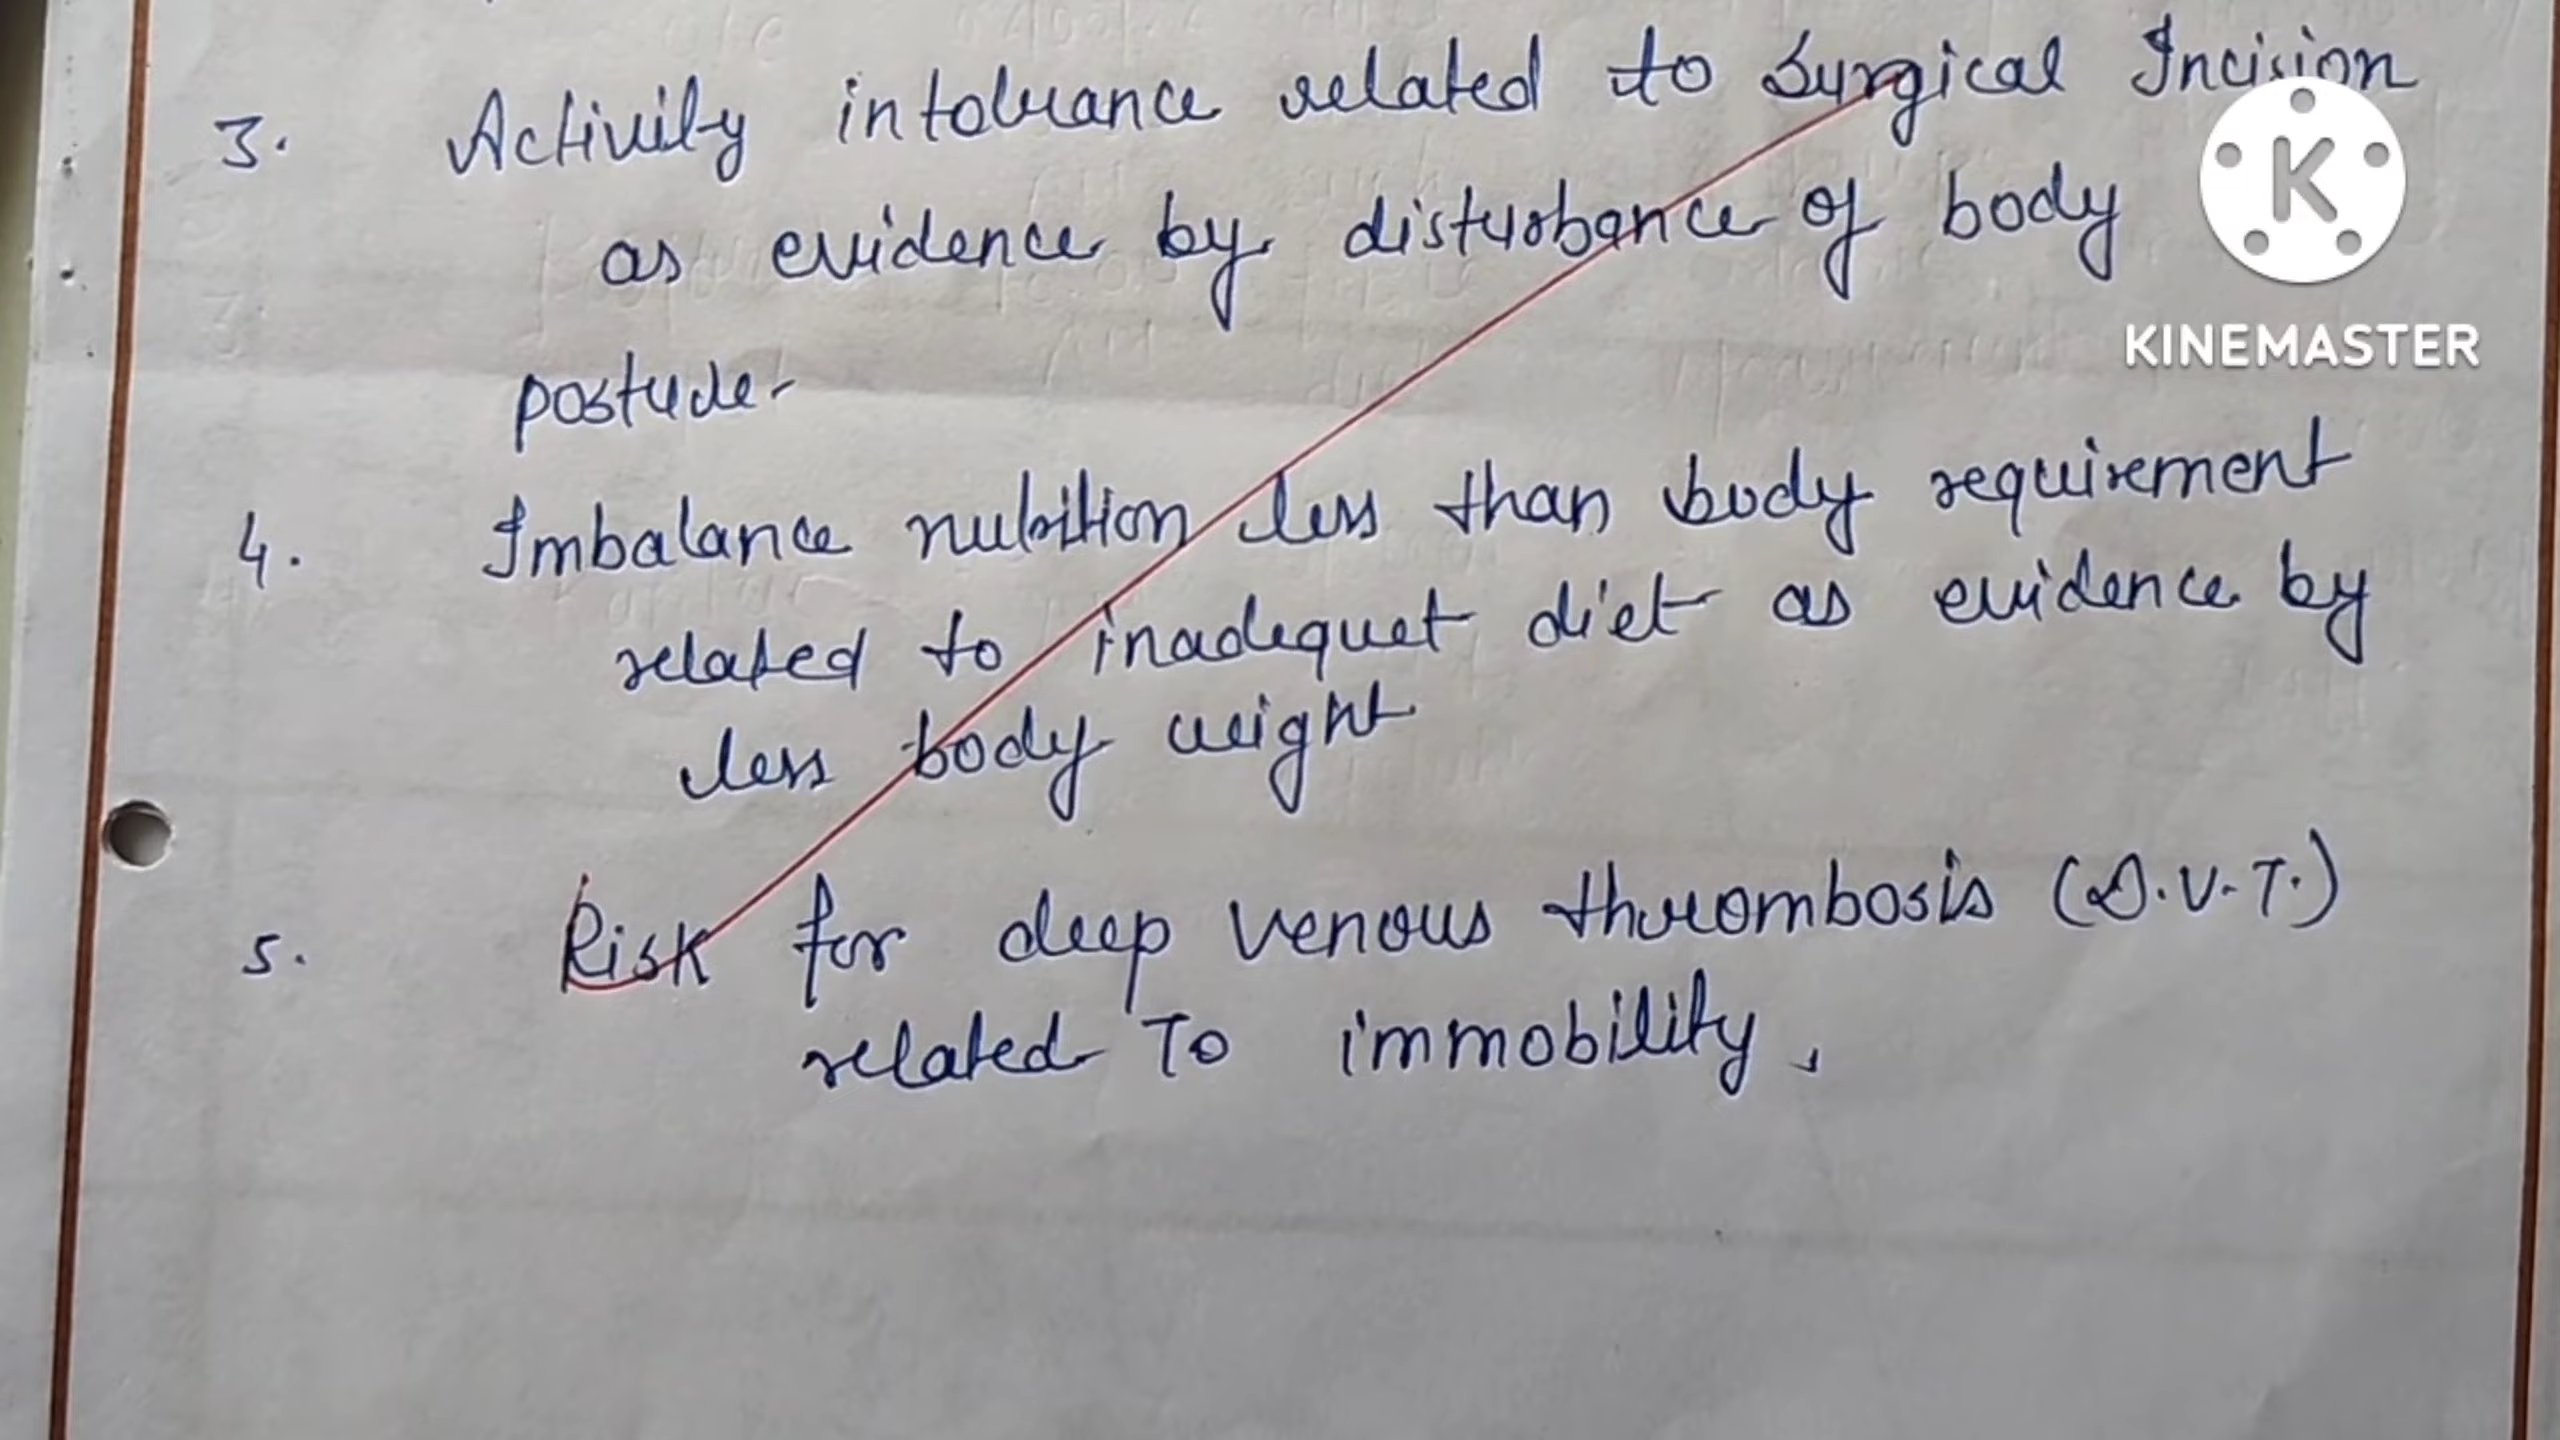 3. Activity intolerance related to Surgical Incision
as evidence by disturbance of body
posture
4. Imbalance nutrition less than body requirement
related to inadequet diet as evidence by
less body weight
5. Risk for deep venous thrombosis (D.V.T.)
related To immobility.
K
KINEMASTER